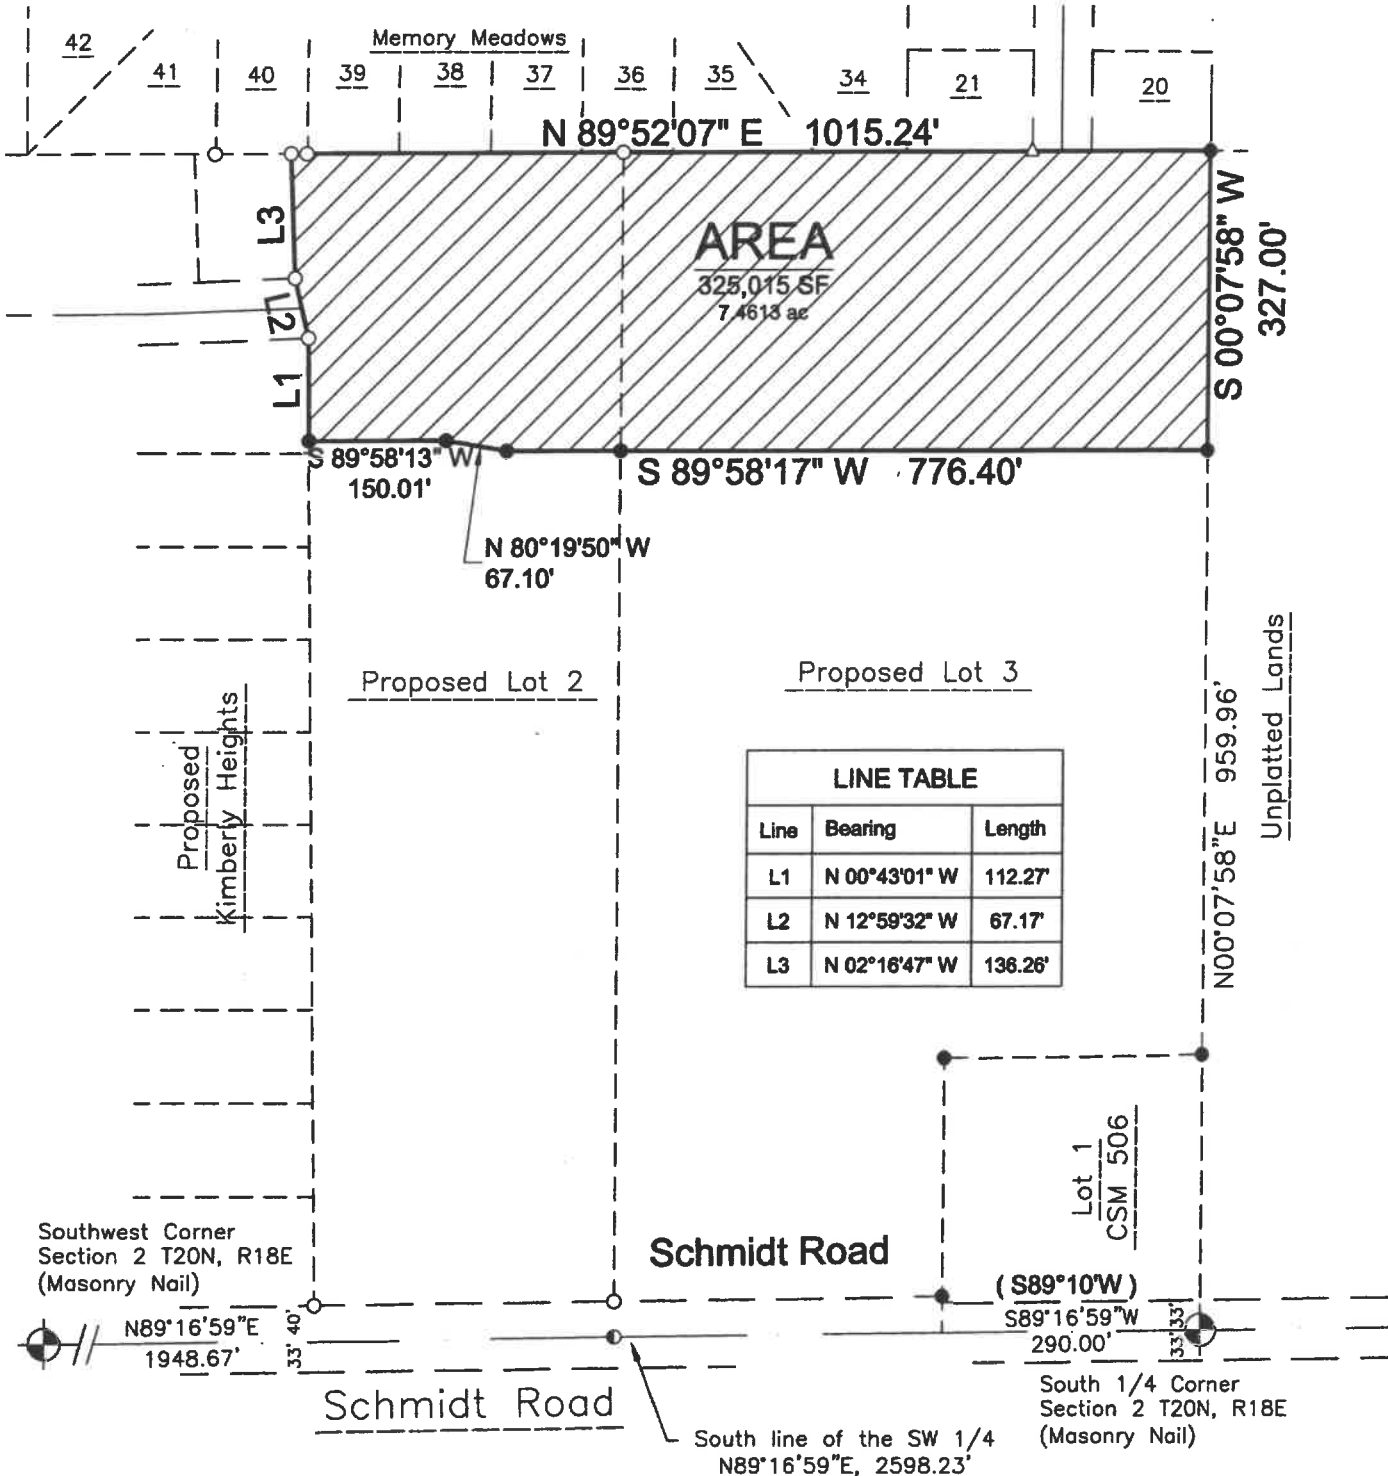 42
41
40
39
38
37
36
35
34
21
20
Memory Meadows
N 89°52'07" E 1015.24'
L3
L2
L1
AREA
325,015 SF
7.4613 ac
S 00°07'58" W
327.00'
S 89°58'13" W
150.01'
S 89°58'17" W 776.40'
N 80°19'50" W
67.10'
Proposed Lot 2
Proposed Lot 3
Proposed
Kimberly Heights
Unplatted Lands
N00°07'58"E 959.96'
LINE TABLE
Line Bearing Length
L1 N 00°43'01" W 112.27'
L2 N 12°59'32" W 67.17'
L3 N 02°16'47" W 136.26'
Lot 1
CSM 506
Southwest Corner
Section 2 T20N, R18E
(Masonry Nail)
Schmidt Road
( S89°10'W )
N89°16'59"E
1948.67'
33' 40'
S89°16'59"W
290.00'
33' 33'
Schmidt Road
South 1/4 Corner
Section 2 T20N, R18E
(Masonry Nail)
South line of the SW 1/4
N89°16'59"E, 2598.23'